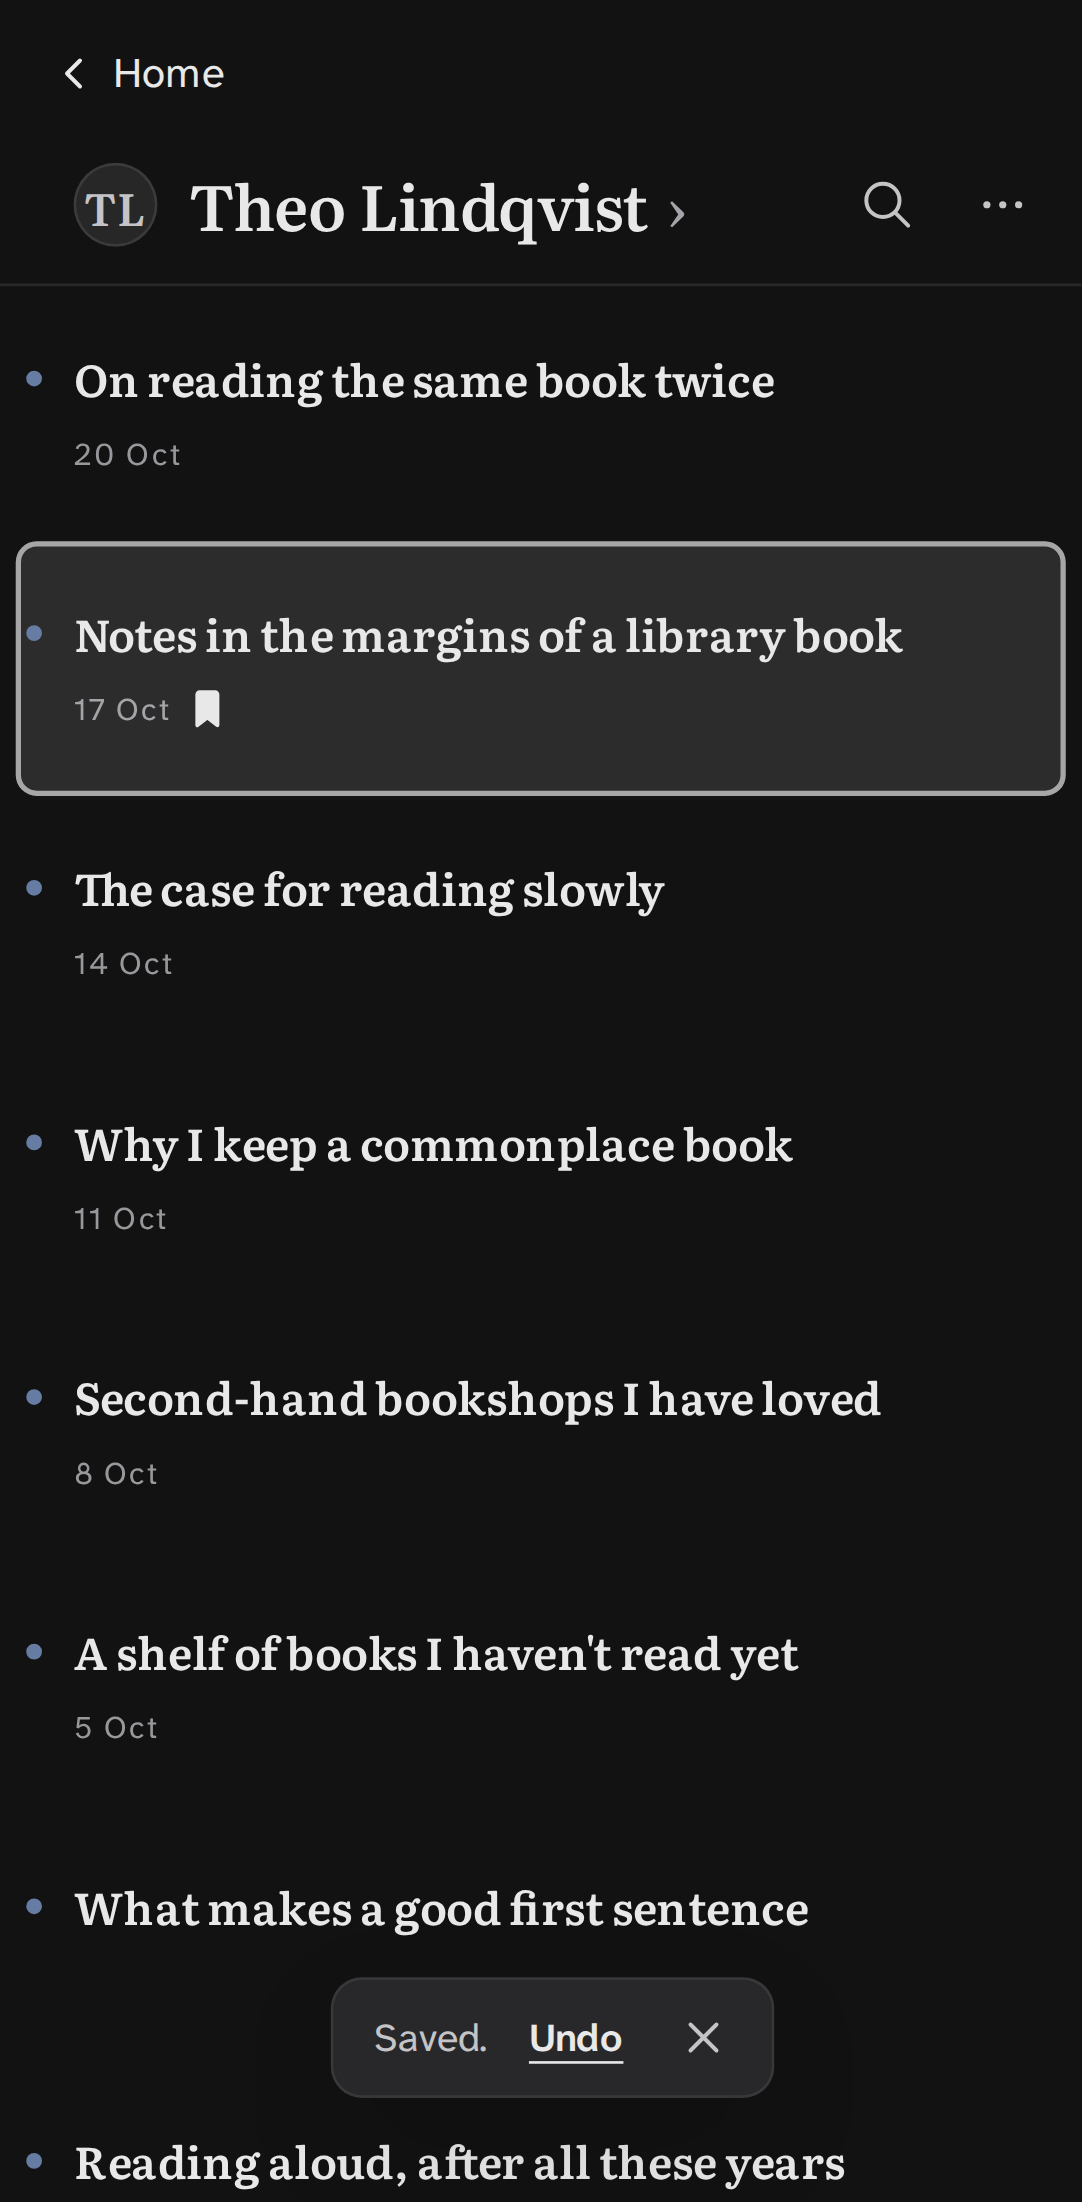 Home
TL Theo Lindqvist ›
On reading the same book twice
20 Oct
Notes in the margins of a library book
17 Oct
The case for reading slowly
14 Oct
Why I keep a commonplace book
11 Oct
Second-hand bookshops I have loved
8 Oct
A shelf of books I haven't read yet
5 Oct
What makes a good first sentence
Saved. Undo
Reading aloud, after all these years